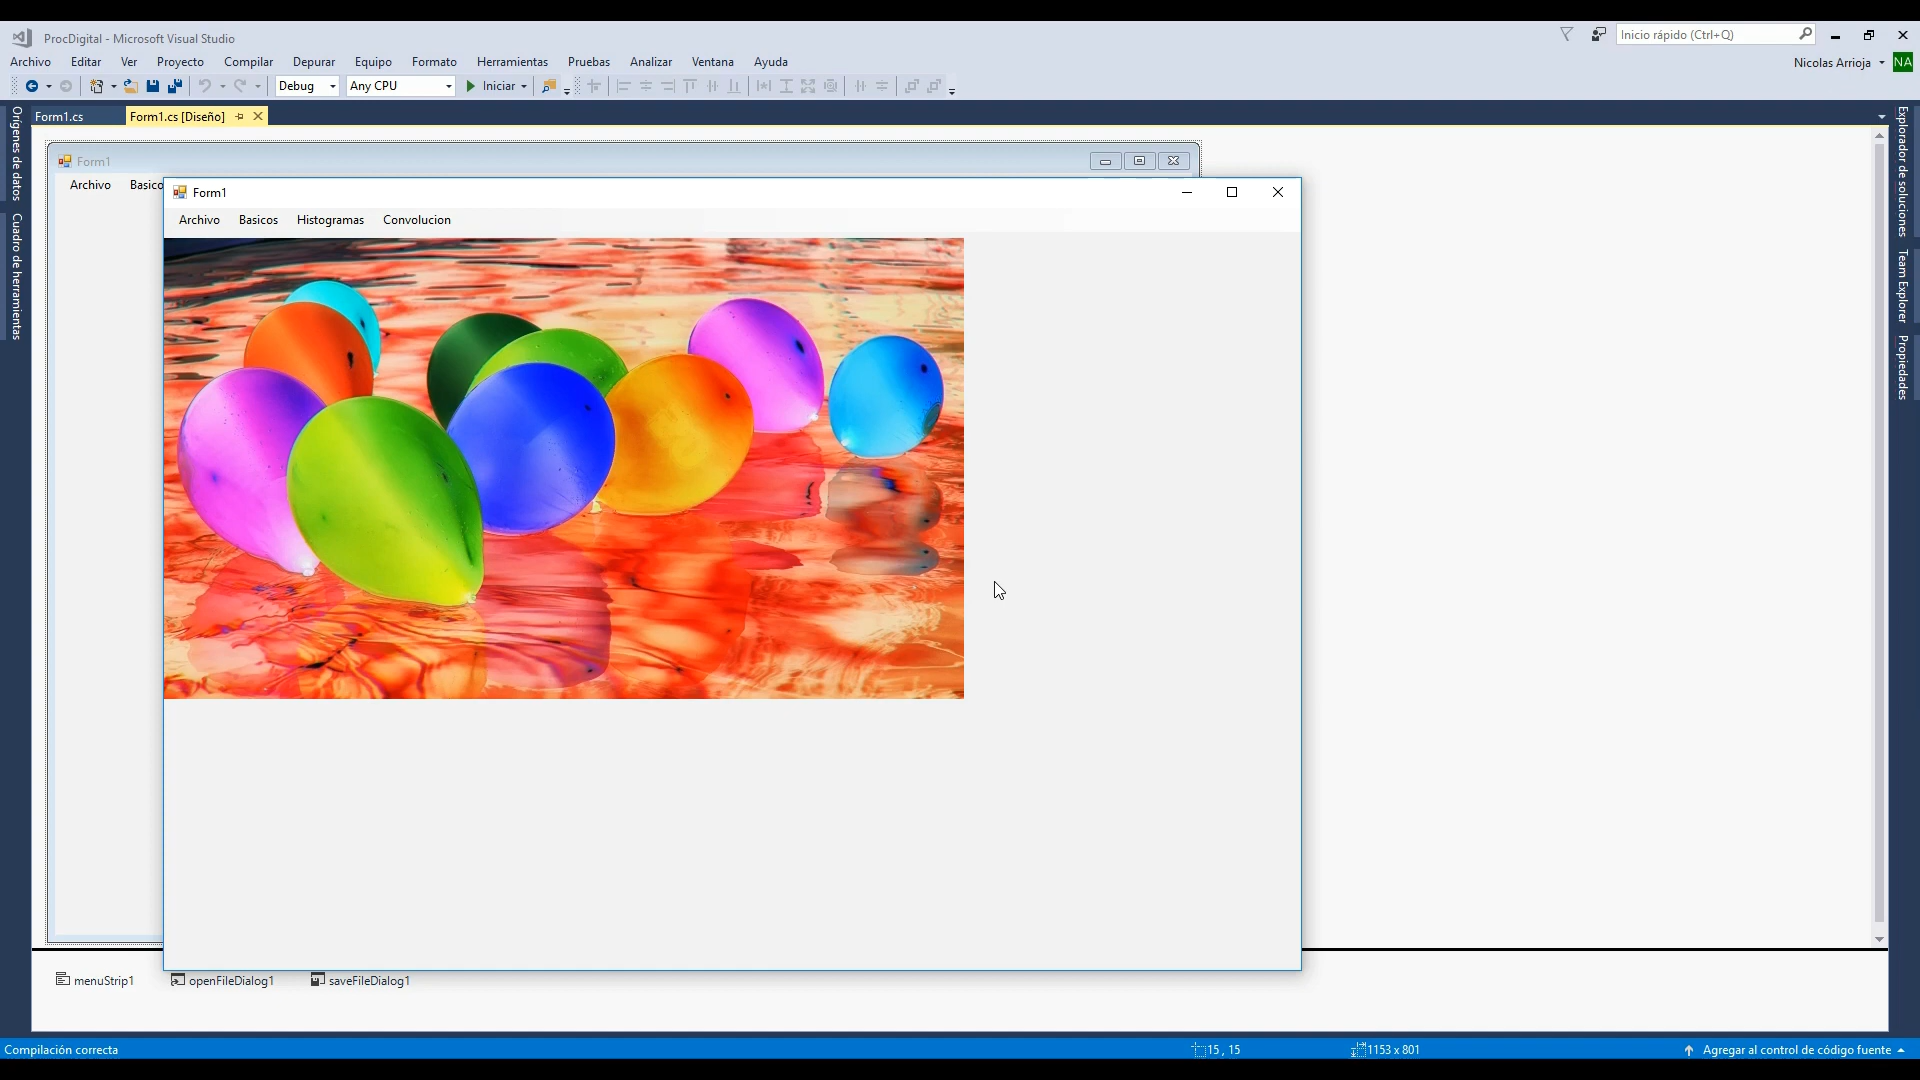 ProcDigital - Microsoft Visual Studio
Inicio rápido (Ctrl+Q)
Archivo Editar Ver Proyecto Compilar Depurar Equipo Formato Herramientas Pruebas Analizar Ventana Ayuda
Nicolas Arrioja NA
Debug Any CPU Iniciar
Form1.cs Form1.cs [Diseño]
Orígenes de datos
Cuadro de herramientas
Form1
Archivo Basico
Form1
Archivo Basicos Histogramas Convolucion
Explorador de soluciones
Team Explorer
Propiedades
menuStrip1 openFileDialog1 saveFileDialog1
Compilación correcta 15 , 15 1153 x 801 Agregar al control de código fuente